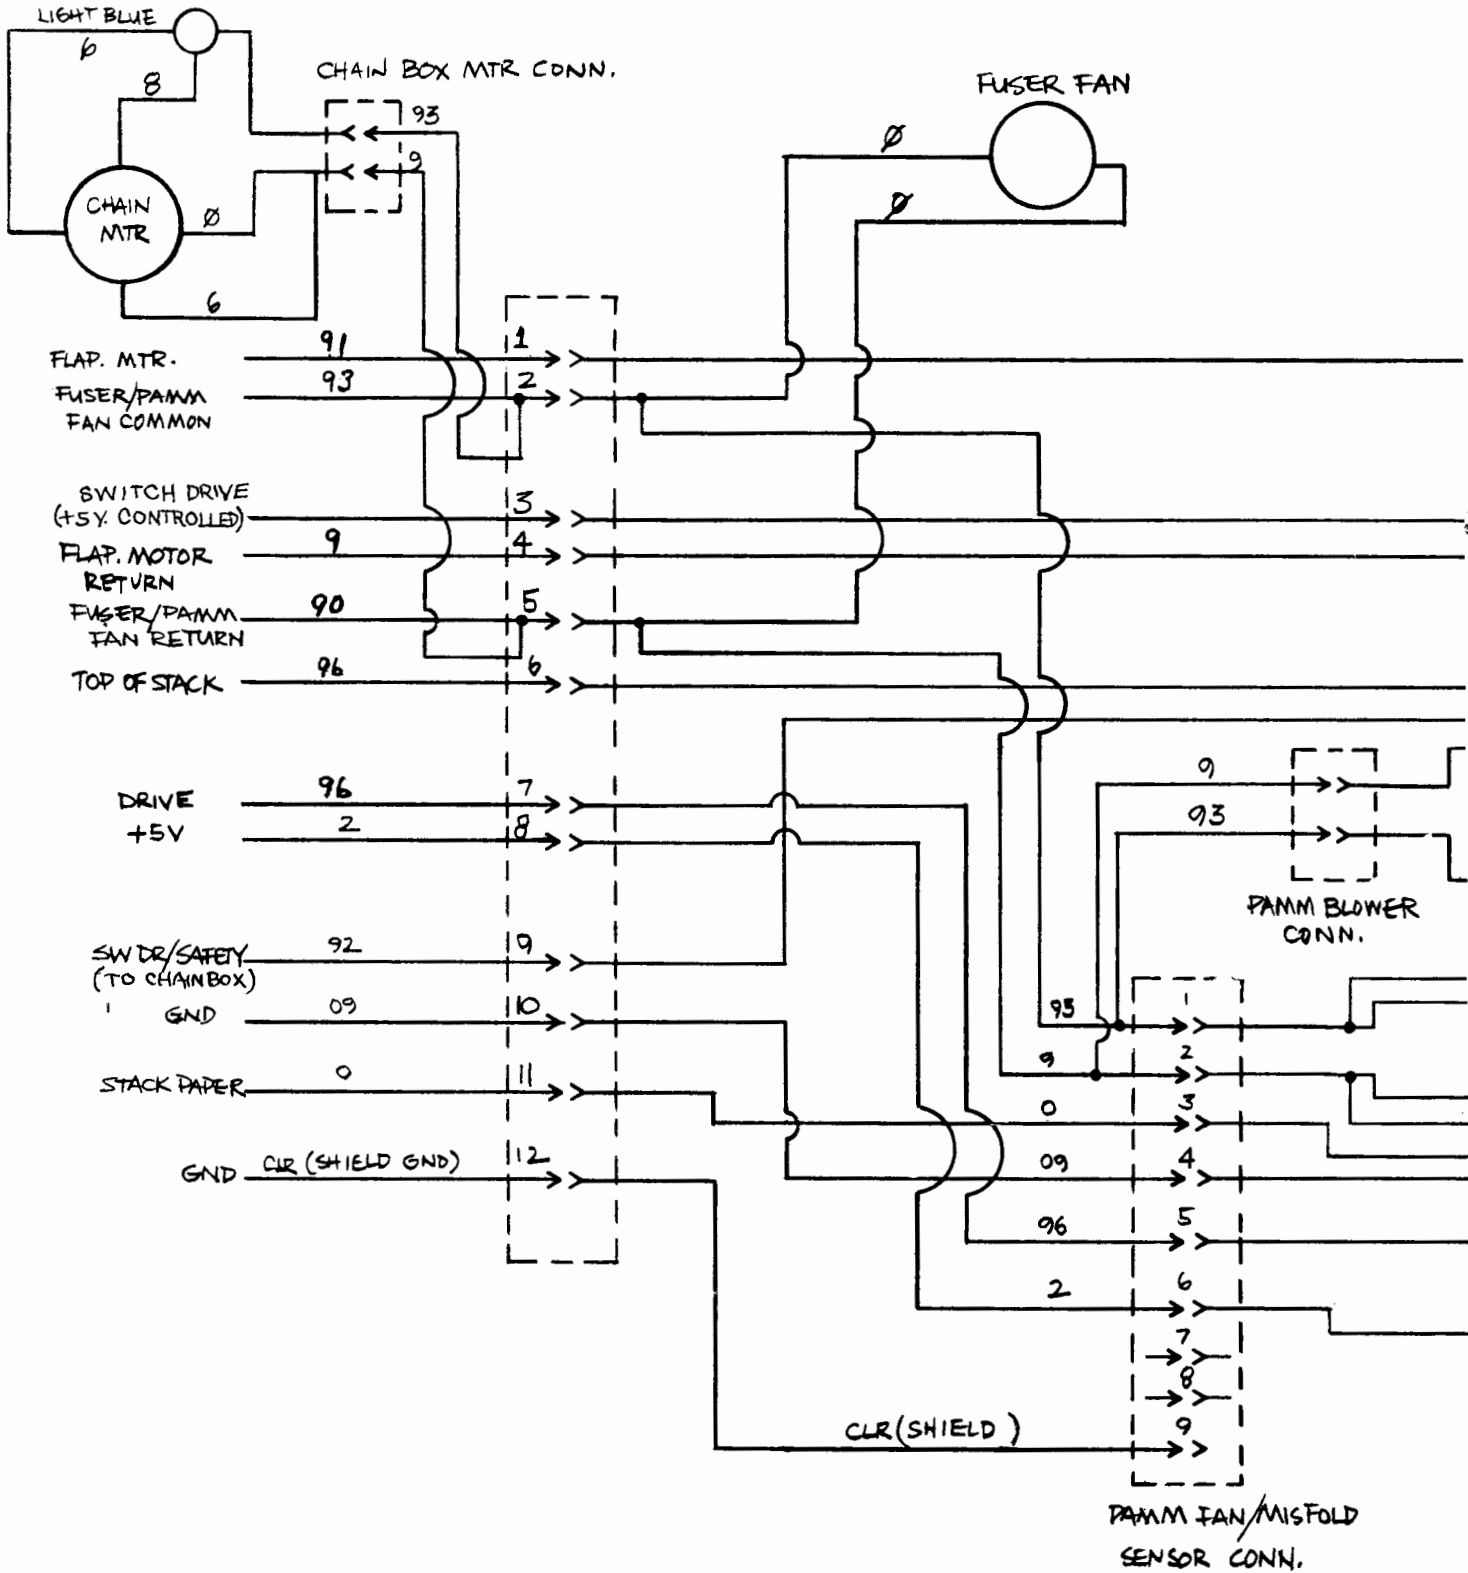 LIGHT BLUE
6
8
CHAIN BOX MTR CONN.
93
9
CHAIN
MTR
Ø
6
FUSER FAN
Ø
Ø
FLAP. MTR.
91
1
FUSER/PAMM
FAN COMMON
93
2
SWITCH DRIVE
(+5V. CONTROLLED)
3
FLAP. MOTOR
RETURN
9
4
FUSER/PAMM
FAN RETURN
90
5
TOP OF STACK
96
6
DRIVE
96
7
+5V
2
8
9
93
PAMM BLOWER
CONN.
SW DR/SAFETY
(TO CHAINBOX)
92
9
GND
09
10
STACK PAPER
0
11
GND
CLR (SHIELD GND)
12
93
1
9
2
0
3
09
4
96
5
2
6
7
8
CLR (SHIELD)
9
PAMM FAN/MISFOLD
SENSOR CONN.